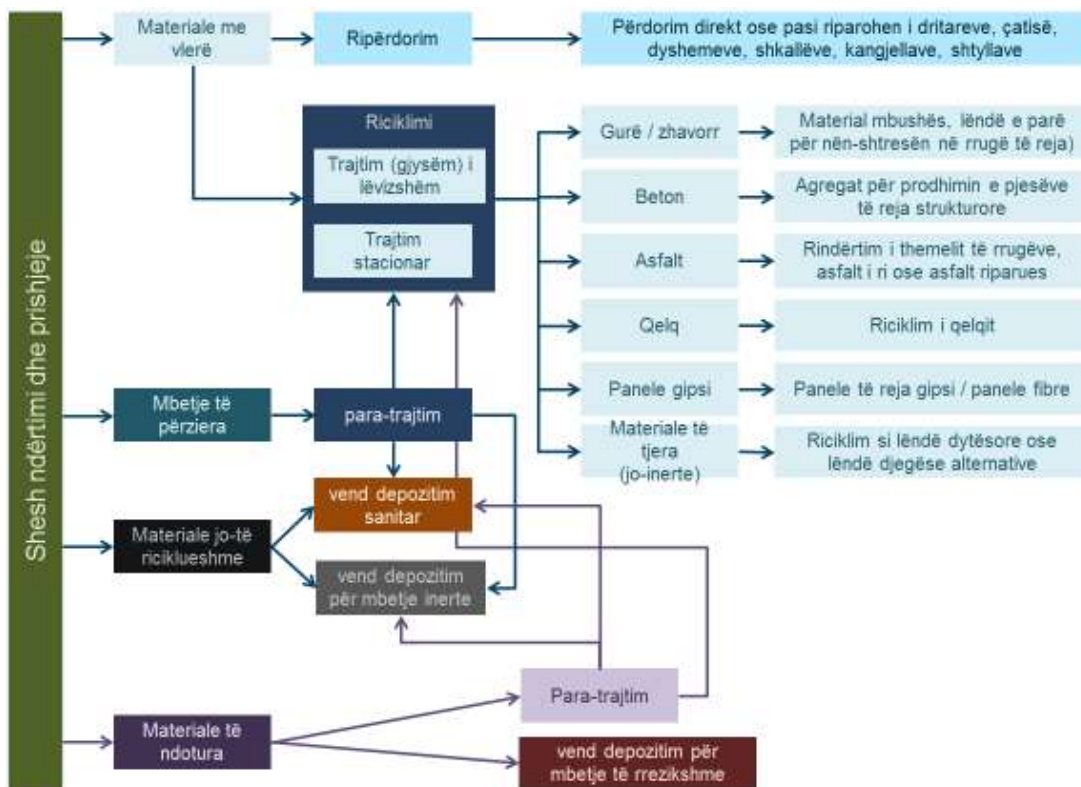 Shesh ndërtimi dhe prishjeje
Materiale me
vlerë
Ripërdorim
Përdorim direkt ose pasi riparohen i dritareve, çatisë,
dyshemeve, shkallëve, kangjellave, shtyllave
Riciklimi
Trajtim (gjysëm) i
lëvizshëm
Trajtim
stacionar
Gurë / zhavorr
Material mbushës, lëndë e parë
për nën-shtresën në rrugë të reja)
Beton
Agregat për prodhimin e pjesëve
të reja strukturore
Asfalt
Rindërtim i themelit të rrugëve,
asfalt i ri ose asfalt riparues
Qelq
Riciklim i qelqit
Panele gipsi
Panele të reja gipsi / panele fibre
Materiale të
tjera
(jo-inerte)
Riciklim si lëndë dytësore ose
lëndë djegëse alternative
Mbetje të
përziera
para-trajtim
vend depozitim
sanitar
Materiale jo-të
riciklueshme
vend depozitim
për mbetje inerte
Para-trajtim
Materiale të
ndotura
vend depozitim për
mbetje të rrezikshme